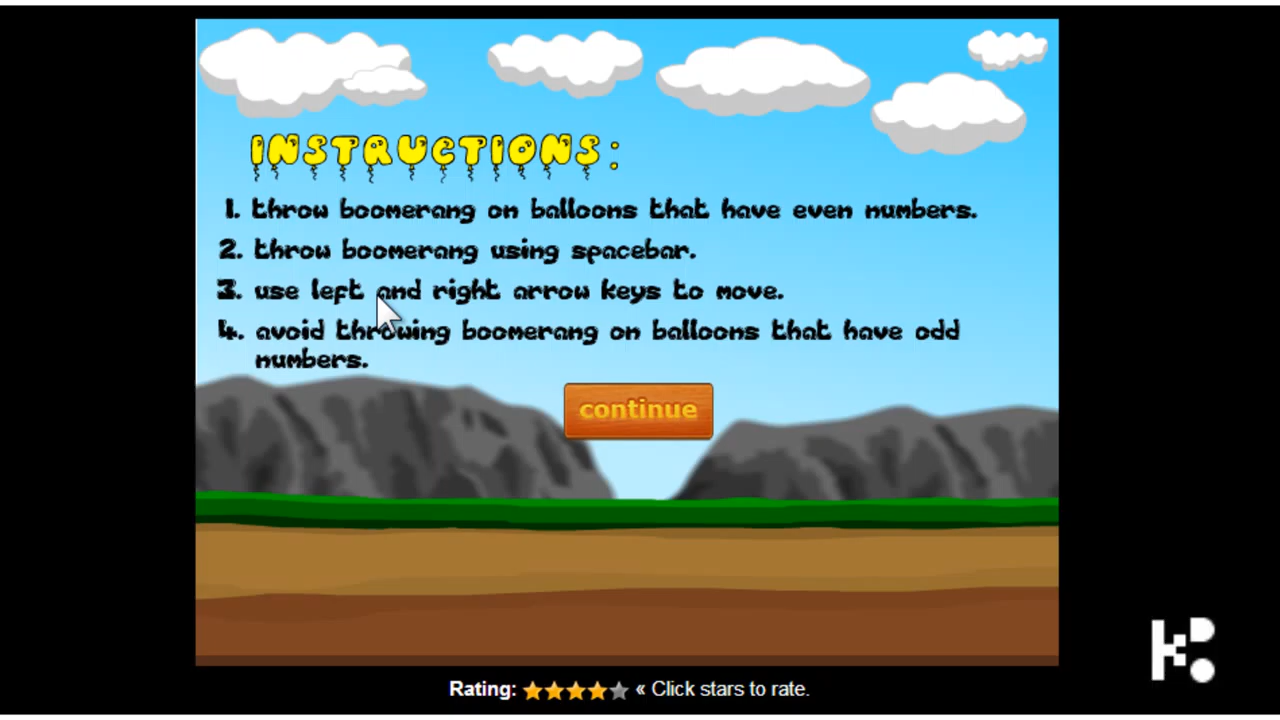 INSTRUCTIONS:
1. throw boomerang on balloons that have even numbers.
2. throw boomerang using spacebar.
3. use left and right arrow keys to move.
4. avoid throwing boomerang on balloons that have odd
numbers.
continue
Rating: « Click stars to rate.